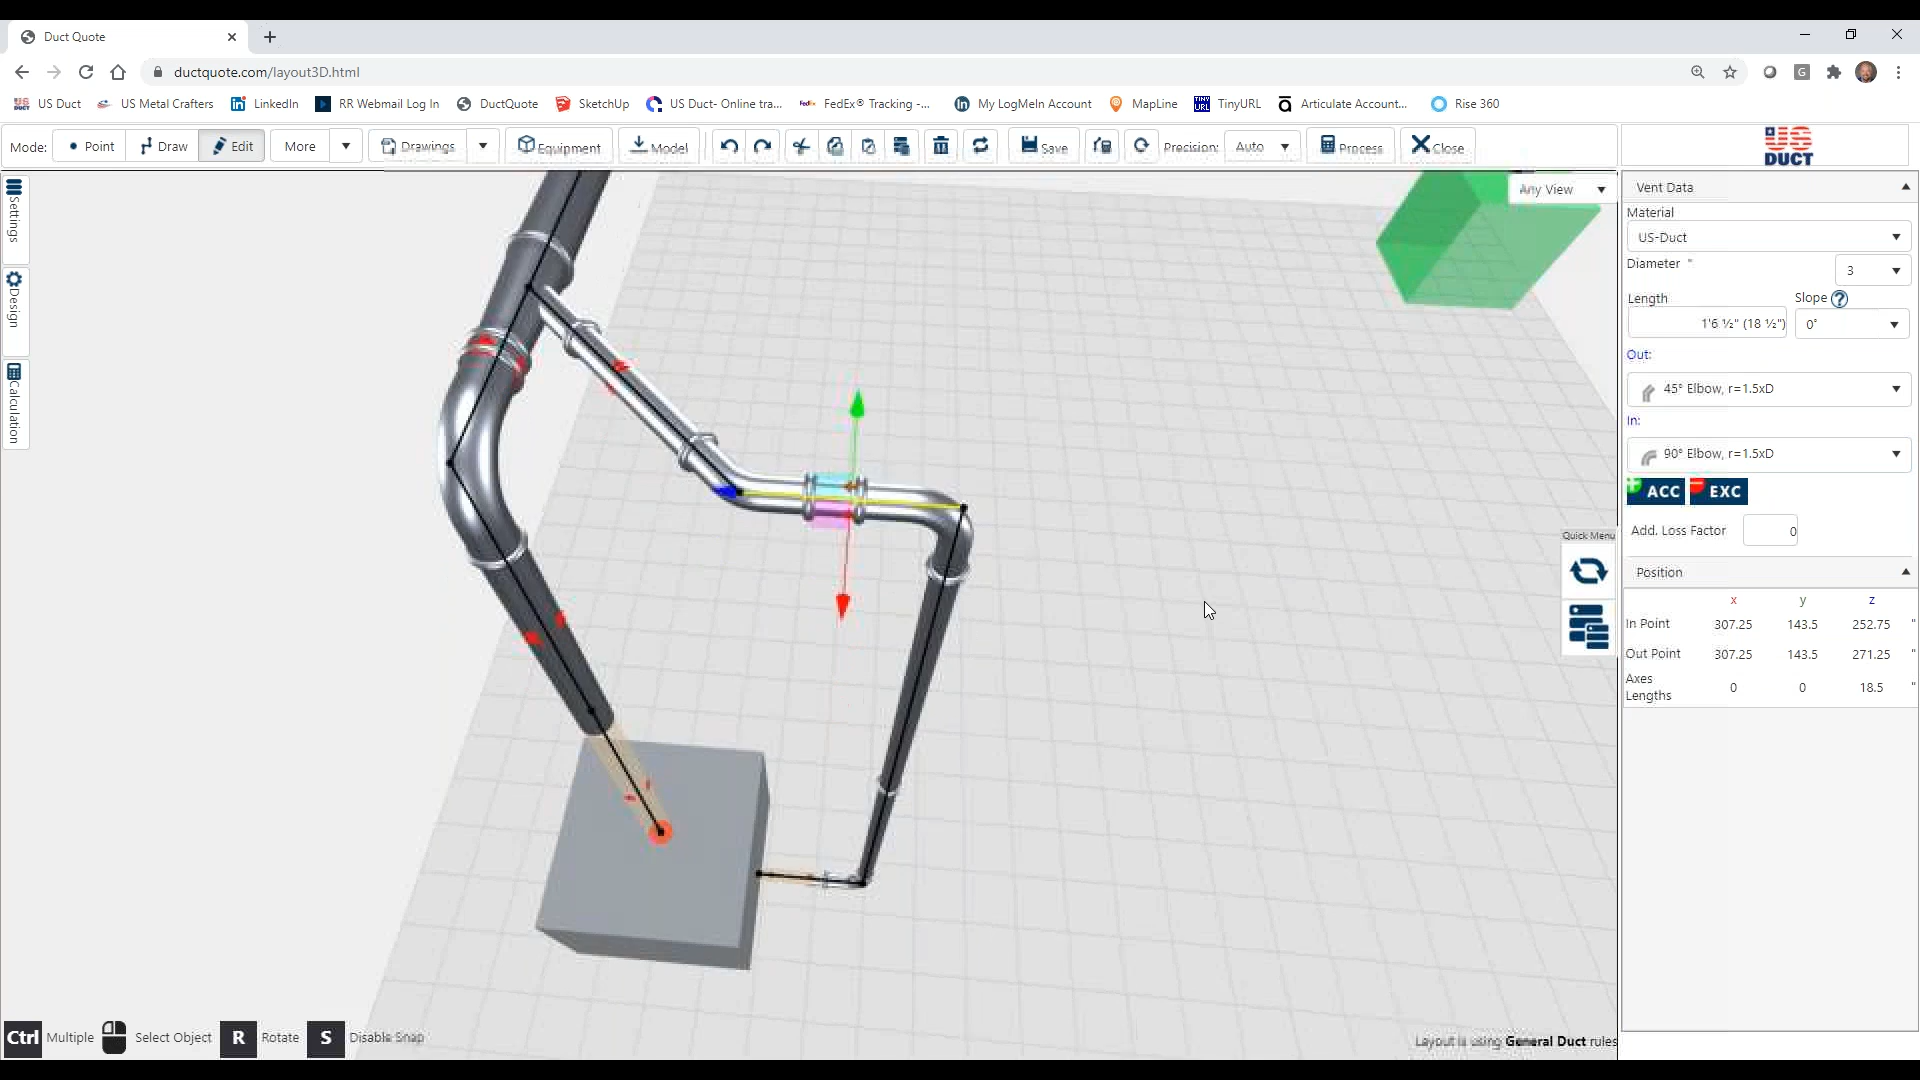 Duct Quote
ductquote.com/layout3D.html
US Duct US Metal Crafters LinkedIn RR Webmail Log In DuctQuote SketchUp US Duct- Online tra... FedEx® Tracking -... My LogMeIn Account MapLine TinyURL Articulate Account... Rise 360
Mode: Point Draw Edit More Drawings Equipment Model Save Precision: Auto Process Close
US DUCT
Settings
Design
Calculation
Any View
Vent Data
Material
US-Duct
Diameter " 3
Length Slope ?
1'6 ½" (18 ½") 0°
Out:
45° Elbow, r=1.5xD
In:
90° Elbow, r=1.5xD
ACC EXC
Add. Loss Factor 0
Quick Menu
Position
x y z
In Point 307.25 143.5 252.75 "
Out Point 307.25 143.5 271.25 "
Axes Lengths 0 0 18.5 "
Ctrl Multiple Select Object R Rotate S Disable Snap
Layout is using General Duct rules